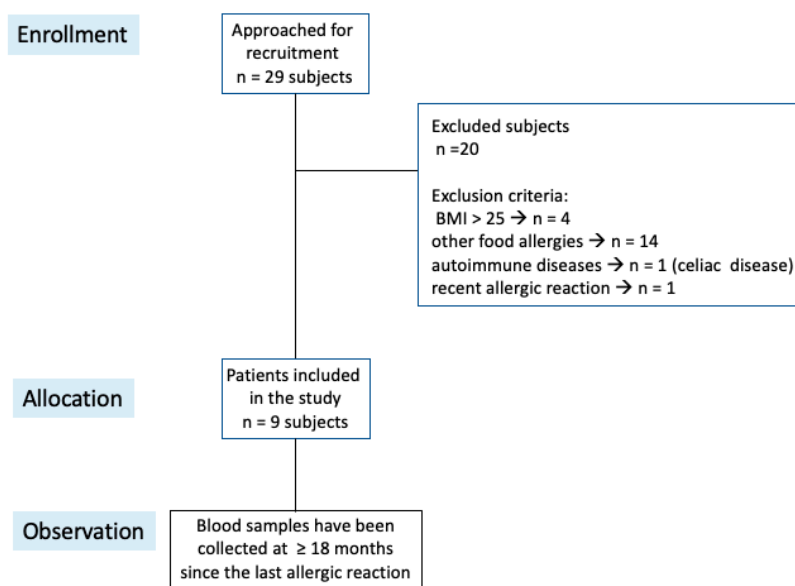 Enrollment
Approached for
recruitment
n = 29 subjects
Excluded subjects
n =20
Exclusion criteria:
BMI > 25 → n = 4
other food allergies → n = 14
autoimmune diseases → n = 1 (celiac disease)
recent allergic reaction → n = 1
Allocation
Patients included
in the study
n = 9 subjects
Observation
Blood samples have been
collected at ≥ 18 months
since the last allergic reaction